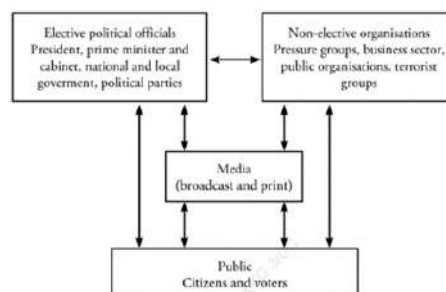 Elective political officials
President, prime minister and
cabinet, national and local
goverment, political parties
Non-elective organisations
Pressure groups, business sector,
public organisations, terrorist
groups
Media
(broadcast and print)
Public
Citizens and voters